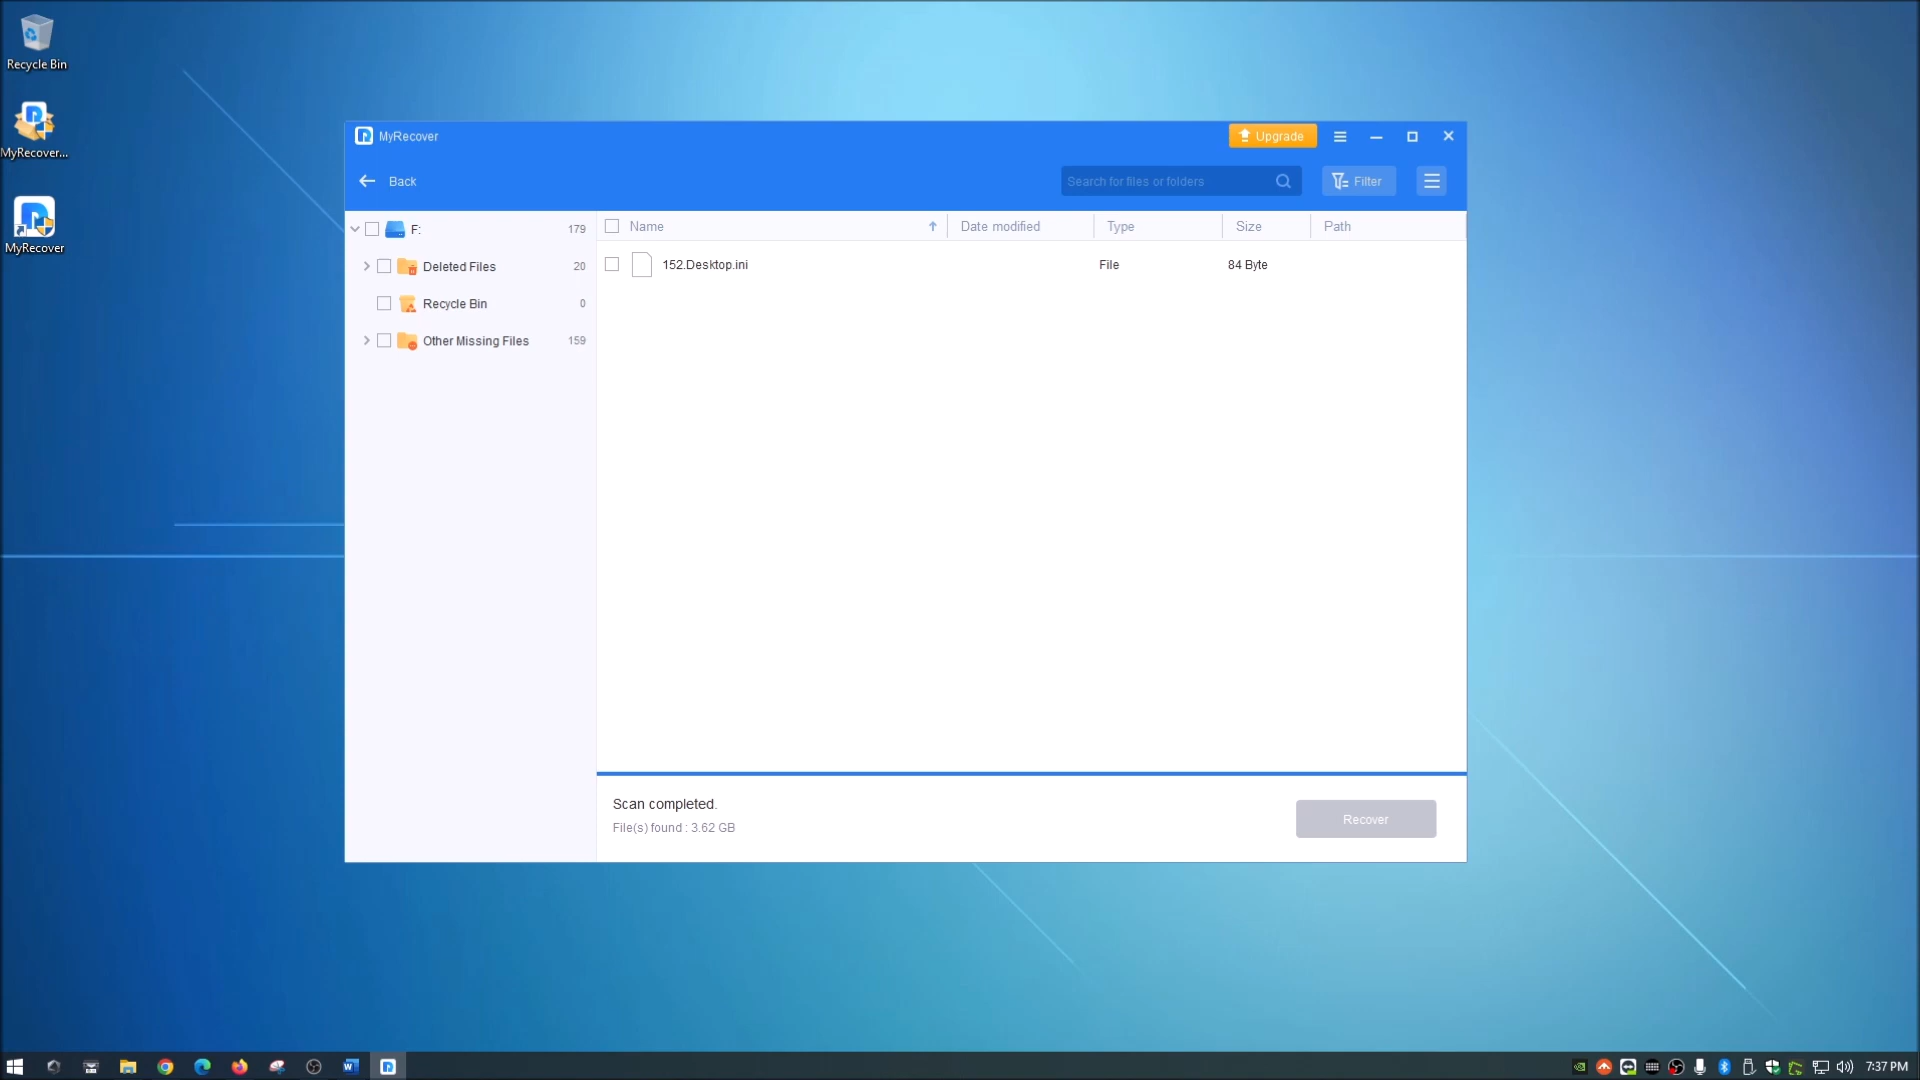 Recycle Bin
MyRecover...
MyRecover
MyRecover
Upgrade
Back
Search for files or folders
Filter
F: 179
Deleted Files 20
Recycle Bin 0
Other Missing Files 159
Name Date modified Type Size Path
152.Desktop.ini File 84 Byte
Scan completed.
File(s) found : 3.62 GB
Recover
7:37 PM